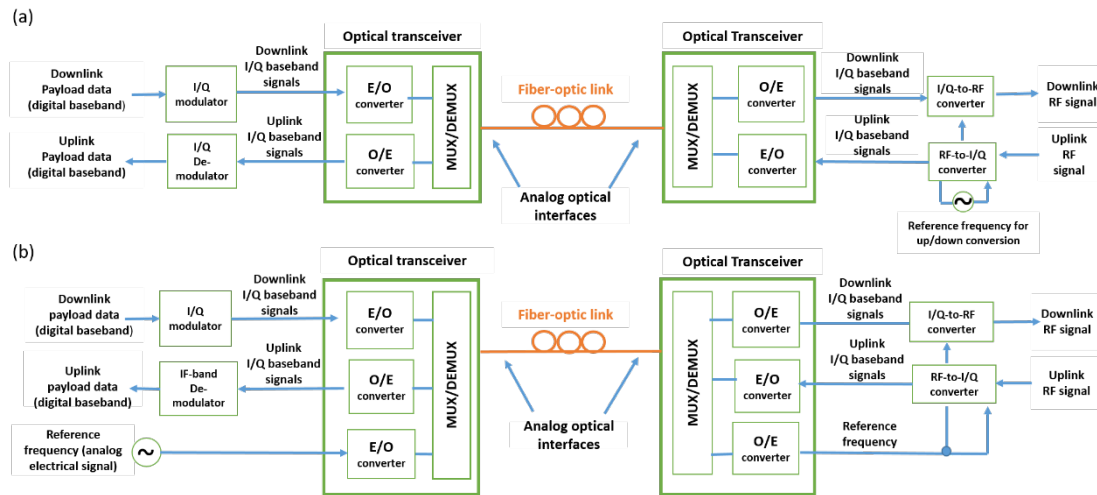 (a)
Optical transceiver
Optical Transceiver
Downlink
Payload data
(digital baseband)
I/Q
modulator
Downlink
I/Q baseband
signals
E/O
converter
MUX/DEMUX
Fiber-optic link
MUX/DEMUX
O/E
converter
Downlink
I/Q baseband
signals
I/Q-to-RF
converter
Downlink
RF signal
Uplink
Payload data
(digital baseband)
I/Q
De-
modulator
Uplink
I/Q baseband
signals
O/E
converter
Analog optical
interfaces
E/O
converter
Uplink
I/Q baseband
signals
RF-to-I/Q
converter
Uplink
RF
signal
Reference frequency for
up/down conversion
(b)
Optical transceiver
Optical Transceiver
Downlink
payload data
(digital baseband)
I/Q
modulator
Downlink
I/Q baseband
signals
E/O
converter
MUX/DEMUX
Fiber-optic link
MUX/DEMUX
O/E
converter
Downlink
I/Q baseband
signals
I/Q-to-RF
converter
Downlink
RF signal
Uplink
payload data
(digital baseband)
IF-band
De-
modulator
Uplink
I/Q baseband
signals
O/E
converter
Analog optical
interfaces
E/O
converter
Uplink
I/Q baseband
signals
RF-to-I/Q
converter
Uplink
RF signal
Reference
frequency (analog
electrical signal)
E/O
converter
O/E
converter
Reference
frequency